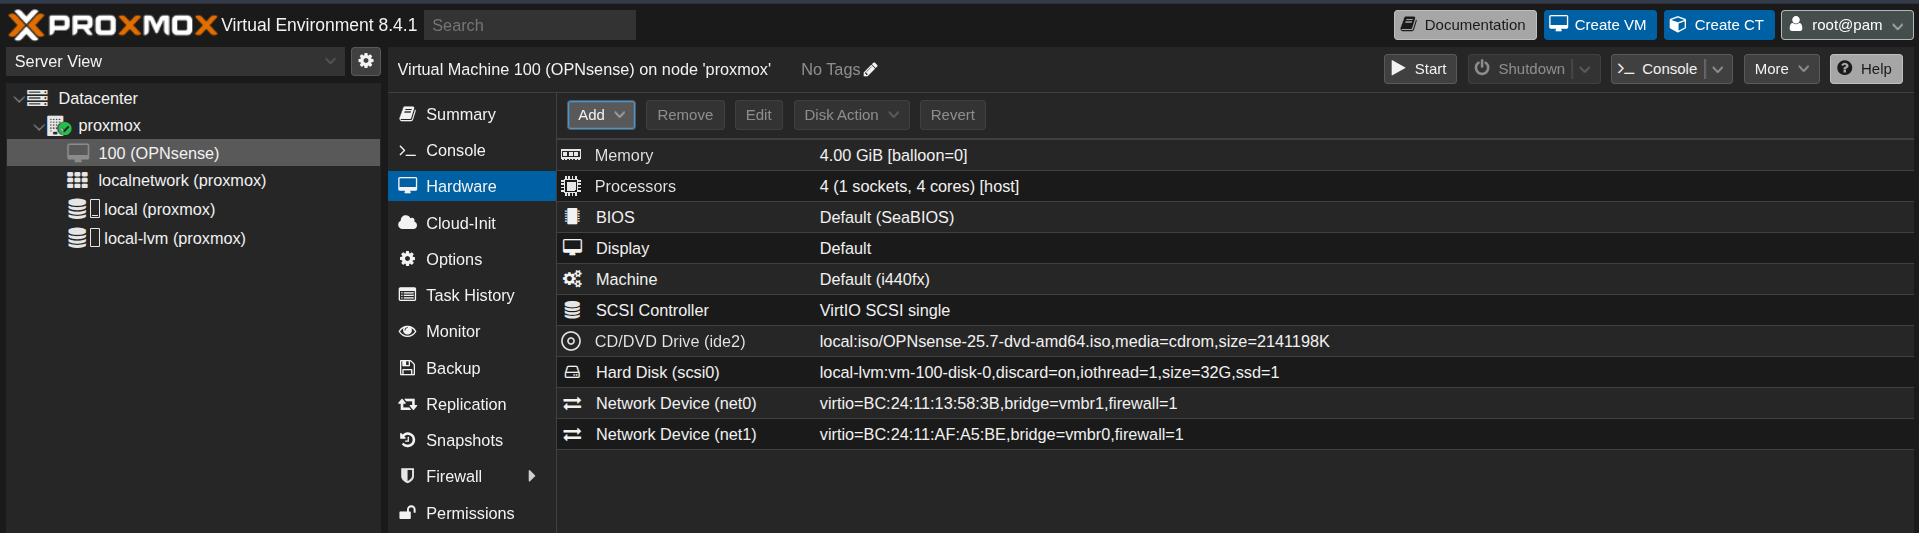 PROXMOX Virtual Environment 8.4.1 Search Documentation Create VM Create CT root@pam
Server View
Virtual Machine 100 (OPNsense) on node 'proxmox' No Tags Start Shutdown Console More Help
Datacenter
proxmox
100 (OPNsense)
localnetwork (proxmox)
local (proxmox)
local-lvm (proxmox)
Summary
Console
Hardware
Cloud-Init
Options
Task History
Monitor
Backup
Replication
Snapshots
Firewall
Permissions
Add Remove Edit Disk Action Revert
Memory 4.00 GiB [balloon=0]
Processors 4 (1 sockets, 4 cores) [host]
BIOS Default (SeaBIOS)
Display Default
Machine Default (i440fx)
SCSI Controller VirtIO SCSI single
CD/DVD Drive (ide2) local:iso/OPNsense-25.7-dvd-amd64.iso,media=cdrom,size=2141198K
Hard Disk (scsi0) local-lvm:vm-100-disk-0,discard=on,iothread=1,size=32G,ssd=1
Network Device (net0) virtio=BC:24:11:13:58:3B,bridge=vmbr1,firewall=1
Network Device (net1) virtio=BC:24:11:AF:A5:BE,bridge=vmbr0,firewall=1